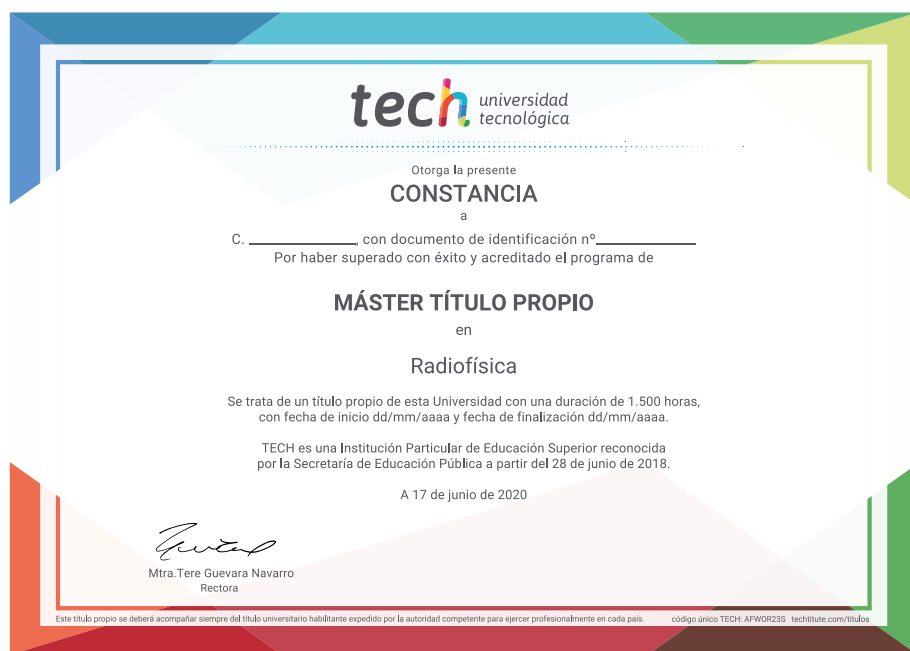 tech universidad
tecnológica
Otorga la presente
CONSTANCIA
a
C. ____________, con documento de identificación nº____________
Por haber superado con éxito y acreditado el programa de
MÁSTER TÍTULO PROPIO
en
Radiofísica
Se trata de un título propio de esta Universidad con una duración de 1.500 horas,
con fecha de inicio dd/mm/aaaa y fecha de finalización dd/mm/aaaa.
TECH es una Institución Particular de Educación Superior reconocida
por la Secretaría de Educación Pública a partir del 28 de junio de 2018.
A 17 de junio de 2020
Mtra.Tere Guevara Navarro
Rectora
Este título propio se deberá acompañar siempre del título universitario habilitante expedido por la autoridad competente para ejercer profesionalmente en cada país. código único TECH: AFWOR23S techtitute.com/titulos